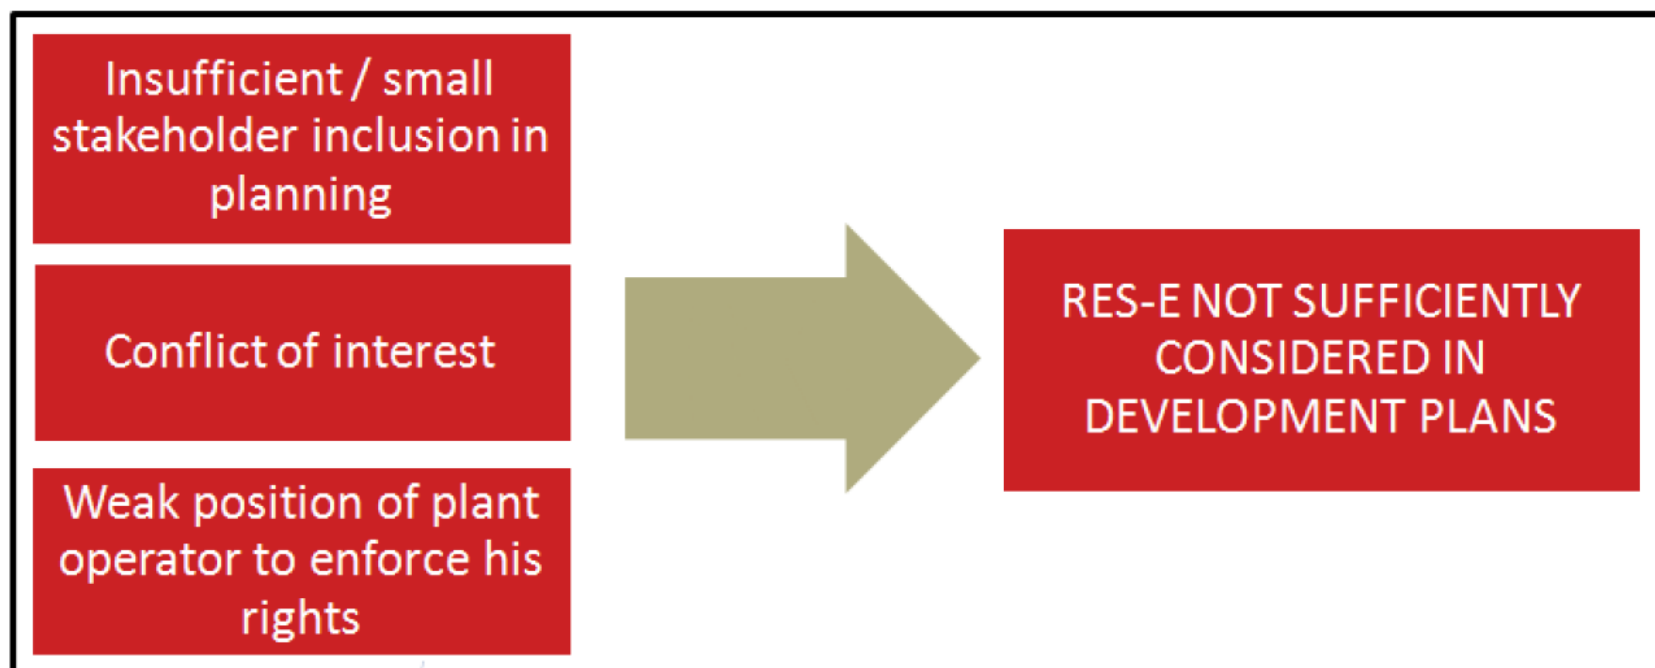 Insufficient / small
stakeholder inclusion in
planning
Conflict of interest
Weak position of plant
operator to enforce his
rights
RES-E NOT SUFFICIENTLY
CONSIDERED IN
DEVELOPMENT PLANS